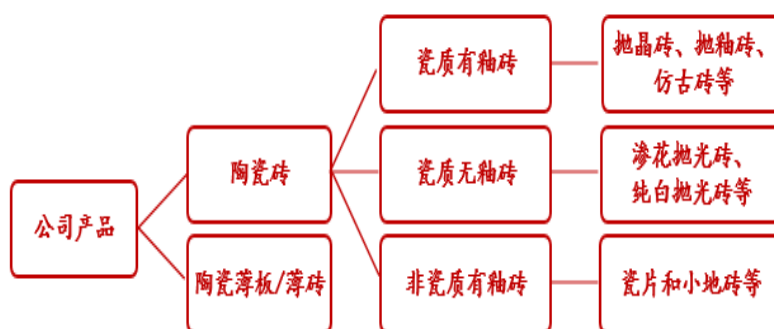 公司产品
陶瓷砖
陶瓷薄板/薄砖
瓷质有釉砖
瓷质无釉砖
非瓷质有釉砖
抛晶砖、抛釉砖、
仿古砖等
渗花抛光砖、
纯白抛光砖等
瓷片和小地砖等